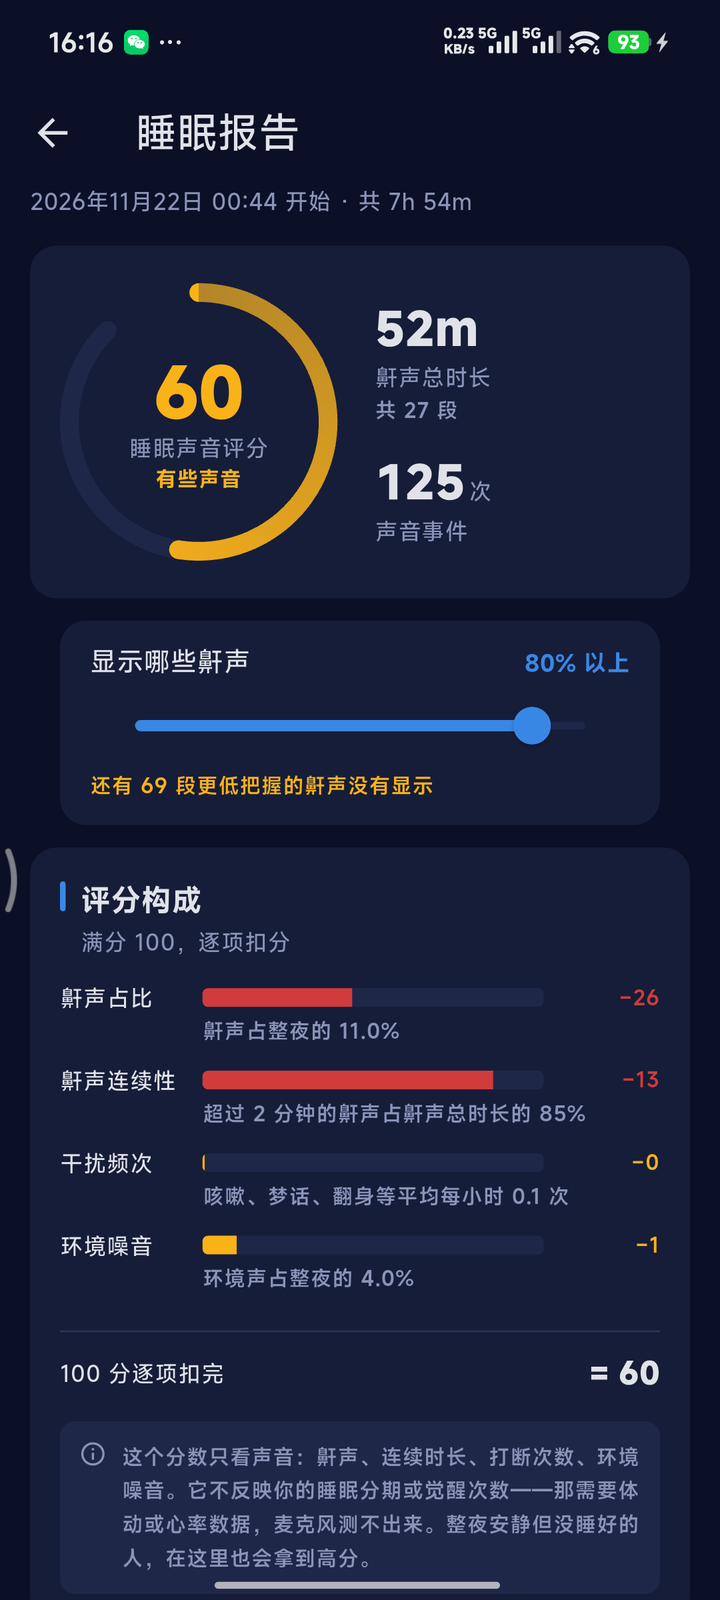 16:16 ··· 0.23 KB/s 5G 5G 6 93
睡眠报告
2026年11月22日 00:44 开始 · 共 7h 54m
60
睡眠声音评分
有些声音
52m
鼾声总时长
共 27 段
125 次
声音事件
显示哪些鼾声 80% 以上
还有 69 段更低把握的鼾声没有显示
评分构成
满分 100，逐项扣分
鼾声占比 −26
鼾声占整夜的 11.0%
鼾声连续性 −13
超过 2 分钟的鼾声占鼾声总时长的 85%
干扰频次 −0
咳嗽、梦话、翻身等平均每小时 0.1 次
环境噪音 −1
环境声占整夜的 4.0%
100 分逐项扣完 = 60
这个分数只看声音：鼾声、连续时长、打断次数、环境
噪音。它不反映你的睡眠分期或觉醒次数——那需要体
动或心率数据，麦克风测不出来。整夜安静但没睡好的
人，在这里也会拿到高分。